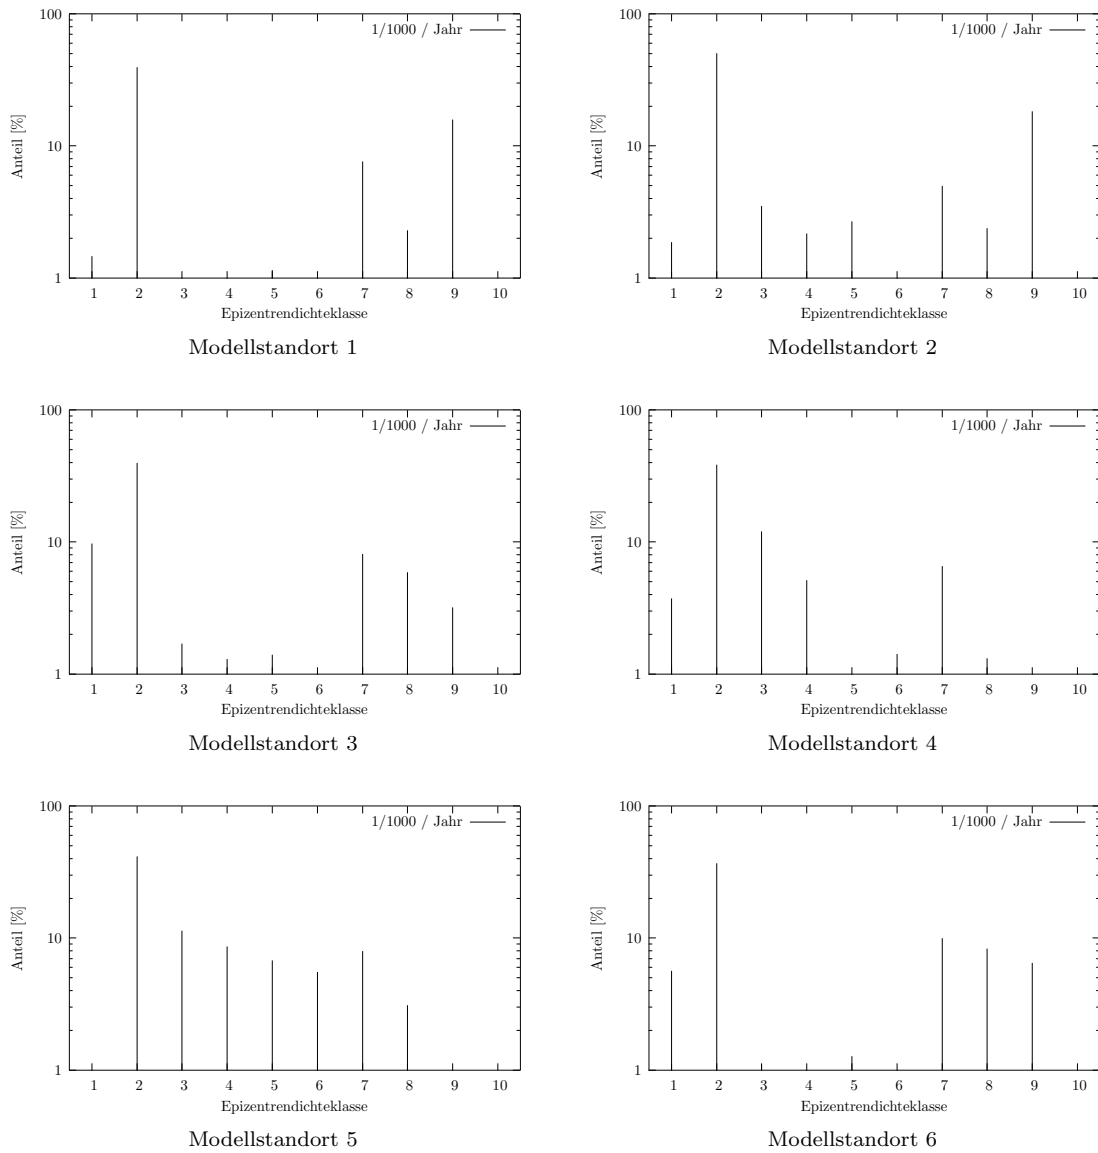 100
10
1
Anteil [%]
1/1000 / Jahr
1 2 3 4 5 6 7 8 9 10
Epizentrendichteklasse
Modellstandort 1
100
10
1
Anteil [%]
1/1000 / Jahr
1 2 3 4 5 6 7 8 9 10
Epizentrendichteklasse
Modellstandort 2
100
10
1
Anteil [%]
1/1000 / Jahr
1 2 3 4 5 6 7 8 9 10
Epizentrendichteklasse
Modellstandort 3
100
10
1
Anteil [%]
1/1000 / Jahr
1 2 3 4 5 6 7 8 9 10
Epizentrendichteklasse
Modellstandort 4
100
10
1
Anteil [%]
1/1000 / Jahr
1 2 3 4 5 6 7 8 9 10
Epizentrendichteklasse
Modellstandort 5
100
10
1
Anteil [%]
1/1000 / Jahr
1 2 3 4 5 6 7 8 9 10
Epizentrendichteklasse
Modellstandort 6